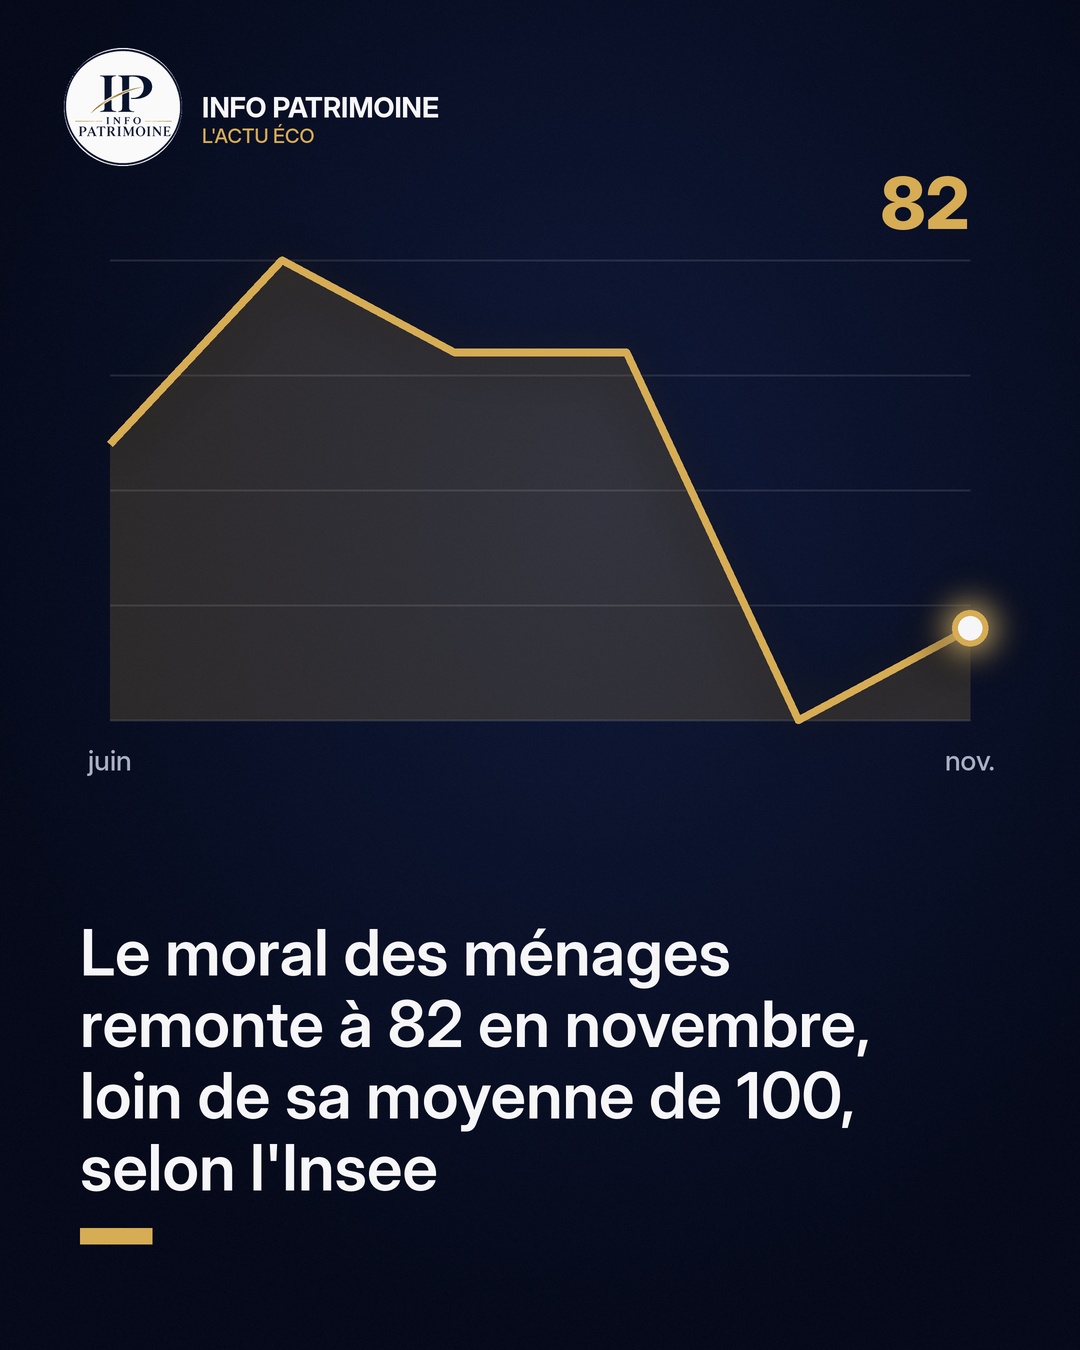 IP
INFO
PATRIMOINE
INFO PATRIMOINE
L'ACTU ÉCO
82
juin
nov.
Le moral des ménages
remonte à 82 en novembre,
loin de sa moyenne de 100,
selon l'Insee